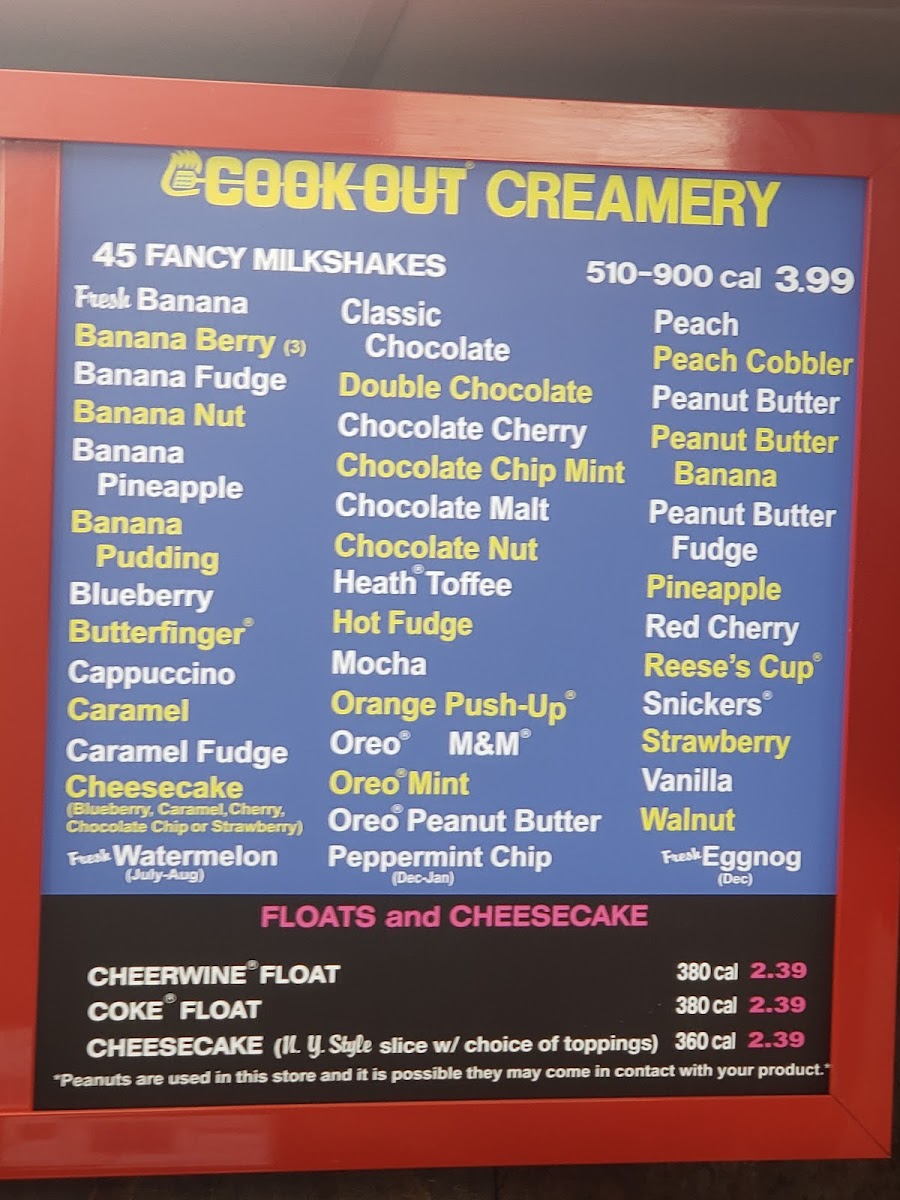 COOKOUT® CREAMERY
45 FANCY MILKSHAKES
510-900 cal 3.99
Fresh Banana
Banana Berry (3)
Banana Fudge
Banana Nut
Banana
Pineapple
Banana
Pudding
Blueberry
Butterfinger®
Cappuccino
Caramel
Caramel Fudge
Cheesecake
(Blueberry, Caramel, Cherry,
Chocolate Chip or Strawberry)
Fresh Watermelon
(July-Aug)
Classic
Chocolate
Double Chocolate
Chocolate Cherry
Chocolate Chip Mint
Chocolate Malt
Chocolate Nut
Heath® Toffee
Hot Fudge
Mocha
Orange Push-Up®
Oreo® M&M®
Oreo® Mint
Oreo® Peanut Butter
Peppermint Chip
(Dec-Jan)
Peach
Peach Cobbler
Peanut Butter
Peanut Butter
Banana
Peanut Butter
Fudge
Pineapple
Red Cherry
Reese's Cup®
Snickers®
Strawberry
Vanilla
Walnut
Fresh Eggnog
(Dec)
FLOATS and CHEESECAKE
CHEERWINE® FLOAT 380 cal 2.39
COKE® FLOAT 380 cal 2.39
CHEESECAKE (N. Y. Style slice w/ choice of toppings) 360 cal 2.39
*Peanuts are used in this store and it is possible they may come in contact with your product.*